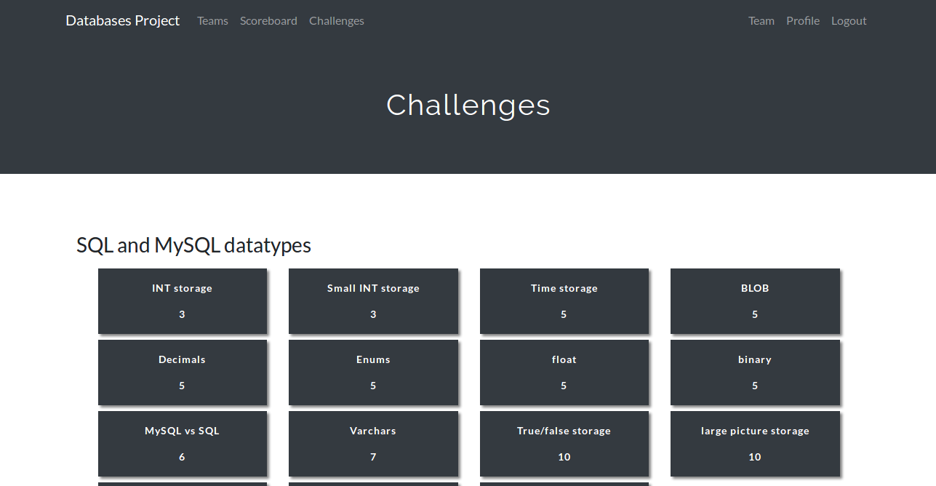 Databases Project Teams Scoreboard Challenges Team Profile Logout
Challenges
SQL and MySQL datatypes
INT storage Small INT storage Time storage BLOB
3 3 5 5
Decimals Enums float binary
5 5 5 5
MySQL vs SQL Varchars True/false storage large picture storage
6 7 10 10